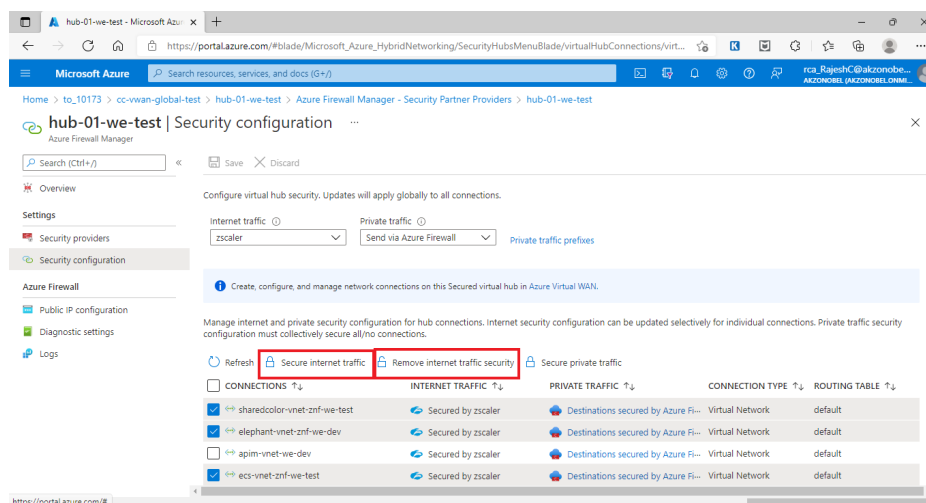 hub-01-we-test - Microsoft Azur
https://portal.azure.com/#blade/Microsoft_Azure_HybridNetworking/SecurityHubsMenuBlade/virtualHubConnections/virt...
Microsoft Azure
Search resources, services, and docs (G+/)
rca_RajeshC@akzonobe...
AKZONOBEL (AKZONOBEL.ONMI...
Home > to_10173 > cc-vwan-global-test > hub-01-we-test > Azure Firewall Manager - Security Partner Providers > hub-01-we-test
hub-01-we-test | Security configuration ...
Azure Firewall Manager
Search (Ctrl+/)
Save Discard
Overview
Configure virtual hub security. Updates will apply globally to all connections.
Settings
Internet traffic Private traffic
Security providers
zscaler Send via Azure Firewall Private traffic prefixes
Security configuration
Azure Firewall
Create, configure, and manage network connections on this Secured virtual hub in Azure Virtual WAN.
Public IP configuration
Manage internet and private security configuration for hub connections. Internet security configuration can be updated selectively for individual connections. Private traffic security
Diagnostic settings
configuration must collectively secure all/no connections.
Logs
Refresh Secure internet traffic Remove internet traffic security Secure private traffic
CONNECTIONS ↑↓ INTERNET TRAFFIC ↑↓ PRIVATE TRAFFIC ↑↓ CONNECTION TYPE ↑↓ ROUTING TABLE ↑↓
sharedcolor-vnet-znf-we-test Secured by zscaler Destinations secured by Azure Fi... Virtual Network default
elephant-vnet-znf-we-dev Secured by zscaler Destinations secured by Azure Fi... Virtual Network default
apim-vnet-we-dev Secured by zscaler Destinations secured by Azure Fi... Virtual Network default
ecs-vnet-znf-we-test Secured by zscaler Destinations secured by Azure Fi... Virtual Network default
https://portal.azure.com/#